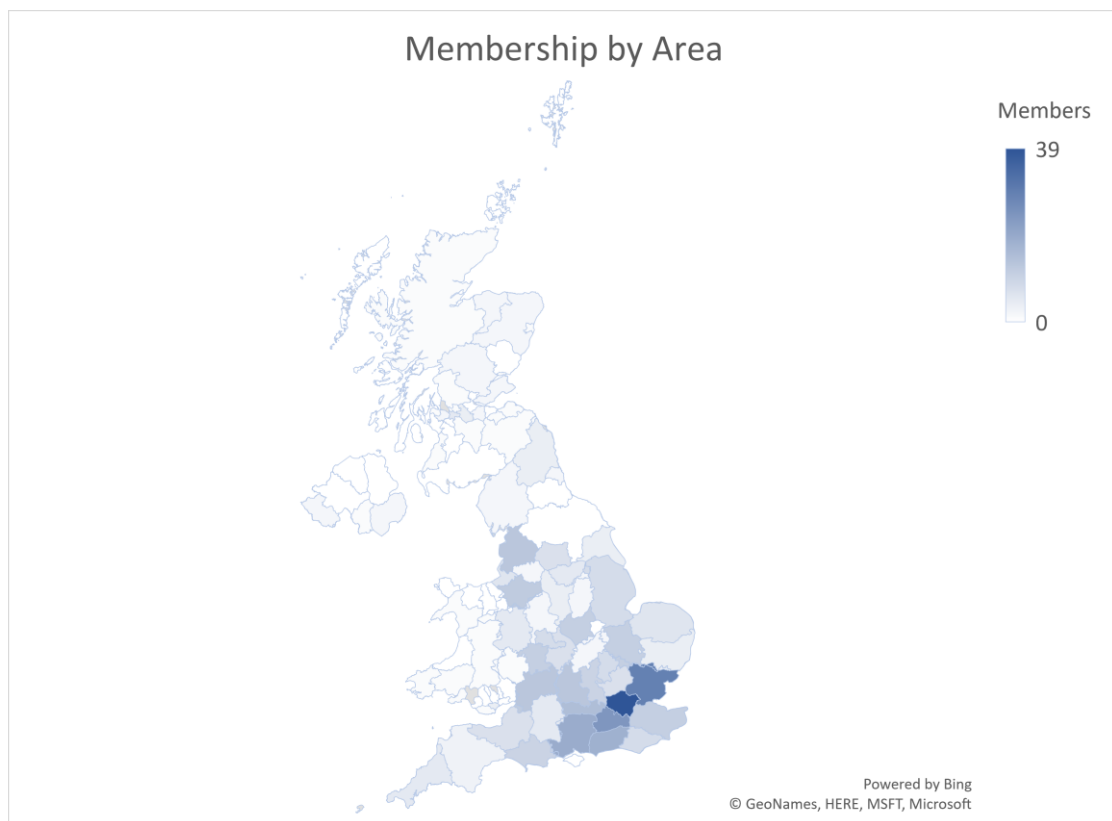 Membership by Area
Members
39
0
Powered by Bing
© GeoNames, HERE, MSFT, Microsoft